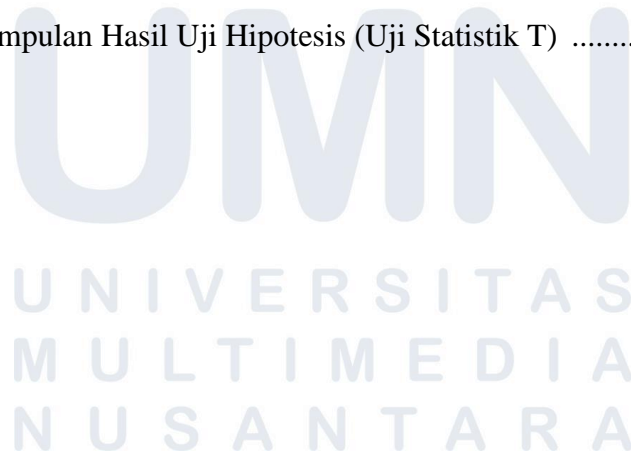 mpulan Hasil Uji Hipotesis (Uji Statistik T) ........
UMN
UNIVERSITAS
MULTIMEDIA
NUSANTARA